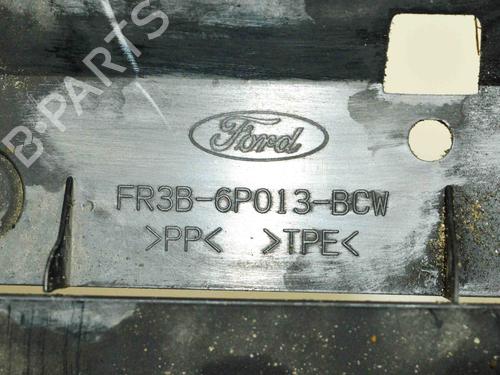 B-PARTS
Ford
FR3B-6P013-BCW
>PP< >TPE<